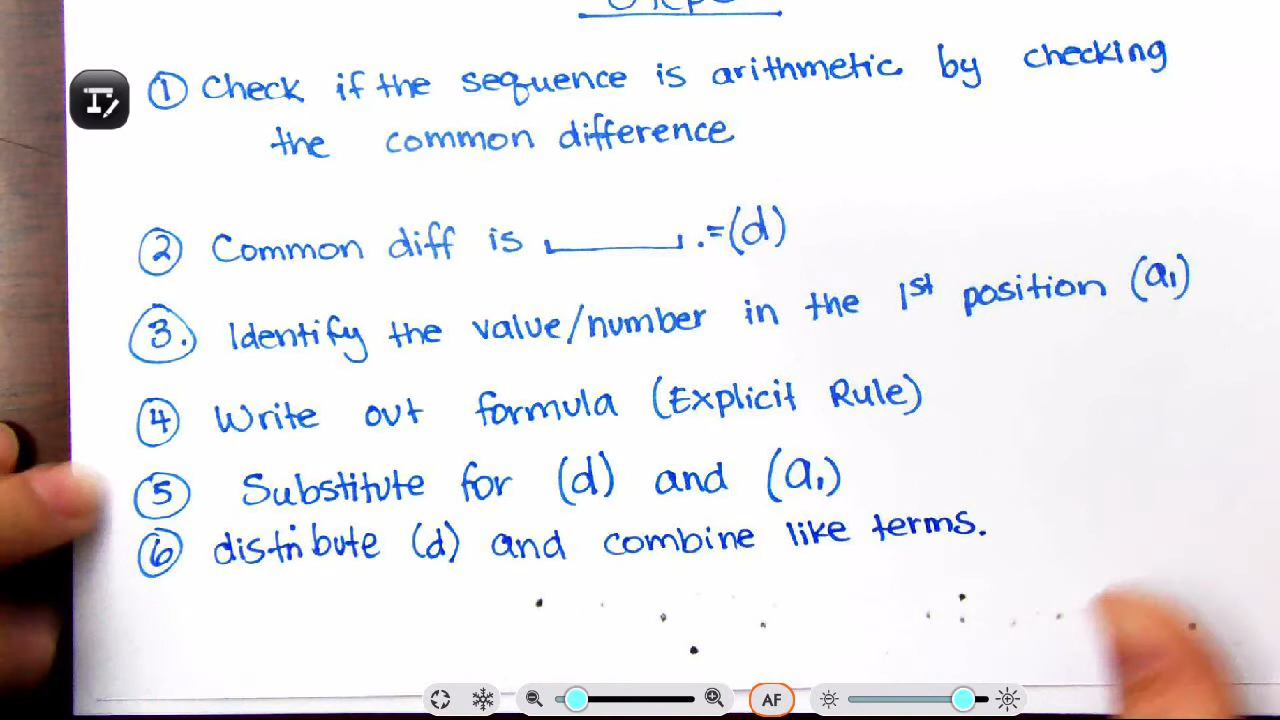 Steps
① Check if the sequence is arithmetic by checking
the common difference
② Common diff is ______ .=(d)
③. Identify the value/number in the 1st position (a₁)
④ Write out formula (Explicit Rule)
⑤ Substitute for (d) and (a₁)
⑥ distribute (d) and combine like terms.
AF